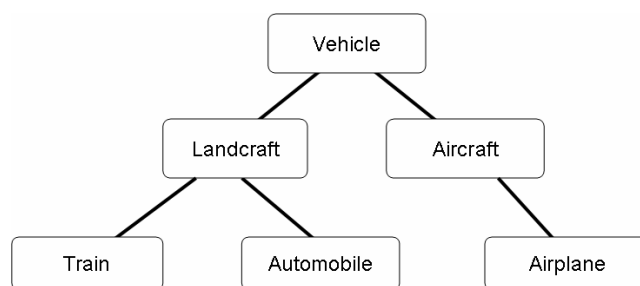 Vehicle
Landcraft
Aircraft
Train
Automobile
Airplane